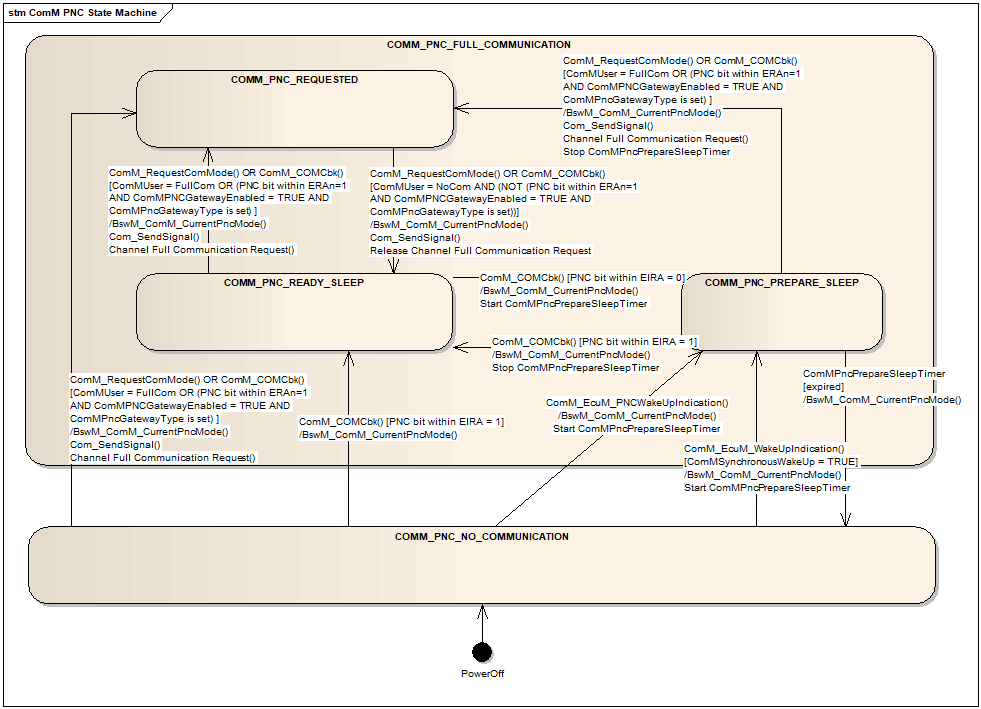 stm ComM PNC State Machine
COMM_PNC_FULL_COMMUNICATION
COMM_PNC_REQUESTED
ComM_RequestComMode() OR ComM_COMCbk()
[ComMUser = FullCom OR (PNC bit within ERAn=1
AND ComMPNCGatewayEnabled = TRUE AND
ComMPncGatewayType is set) ]
/BswM_ComM_CurrentPncMode()
Com_SendSignal()
Channel Full Communication Request()
Stop ComMPncPrepareSleepTimer
ComM_RequestComMode() OR ComM_COMCbk()
[ComMUser = FullCom OR (PNC bit within ERAn=1
AND ComMPNCGatewayEnabled = TRUE AND
ComMPncGatewayType is set) ]
/BswM_ComM_CurrentPncMode()
Com_SendSignal()
Channel Full Communication Request()
ComM_RequestComMode() OR ComM_COMCbk()
[ComMUser = NoCom AND (NOT (PNC bit within ERAn=1
AND ComMPNCGatewayEnabled = TRUE AND
ComMPncGatewayType is set))]
/BswM_ComM_CurrentPncMode()
Com_SendSignal()
Release Channel Full Communication Request
COMM_PNC_READY_SLEEP
ComM_COMCbk() [PNC bit within EIRA = 0]
/BswM_ComM_CurrentPncMode()
Start ComMPncPrepareSleepTimer
COMM_PNC_PREPARE_SLEEP
ComM_COMCbk() [PNC bit within EIRA = 1]
/BswM_ComM_CurrentPncMode()
Stop ComMPncPrepareSleepTimer
ComM_RequestComMode() OR ComM_COMCbk()
[ComMUser = FullCom OR (PNC bit within ERAn=1
AND ComMPNCGatewayEnabled = TRUE AND
ComMPncGatewayType is set) ]
/BswM_ComM_CurrentPncMode()
Com_SendSignal()
Channel Full Communication Request()
ComM_COMCbk() [PNC bit within EIRA = 1]
/BswM_ComM_CurrentPncMode()
ComM_EcuM_PNCWakeUpIndication()
/BswM_ComM_CurrentPncMode()
Start ComMPncPrepareSleepTimer
ComMPncPrepareSleepTimer
[expired]
/BswM_ComM_CurrentPncMode()
ComM_EcuM_WakeUpIndication()
[ComMSynchronousWakeUp = TRUE]
/BswM_ComM_CurrentPncMode()
Start ComMPncPrepareSleepTimer
COMM_PNC_NO_COMMUNICATION
PowerOff